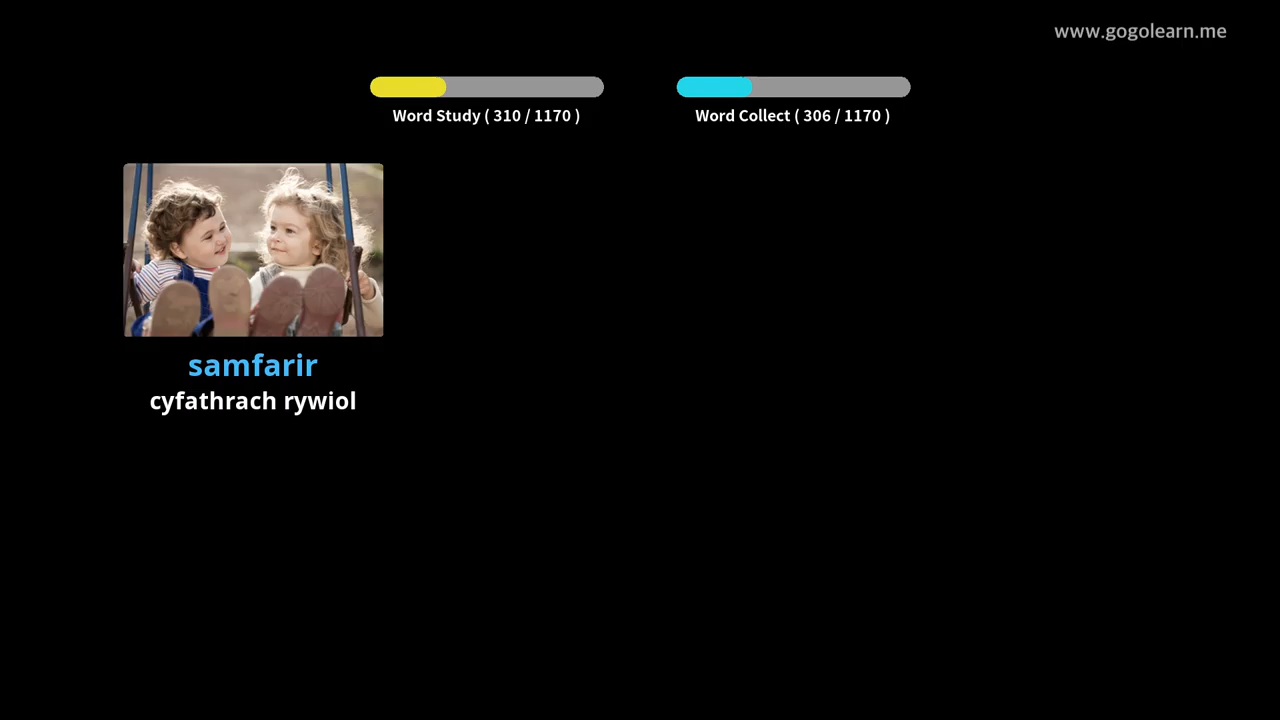 www.gogolearn.me
Word Study ( 310 / 1170 )
Word Collect ( 306 / 1170 )
samfarir
cyfathrach rywiol